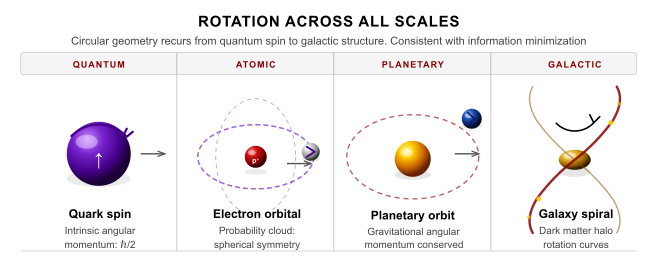 ROTATION ACROSS ALL SCALES
Circular geometry recurs from quantum spin to galactic structure. Consistent with information minimization
QUANTUM
ATOMIC
PLANETARY
GALACTIC
↑
p⁺
Quark spin
Intrinsic angular
momentum: ℏ/2
Electron orbital
Probability cloud:
spherical symmetry
Planetary orbit
Gravitational angular
momentum conserved
Galaxy spiral
Dark matter halo
rotation curves